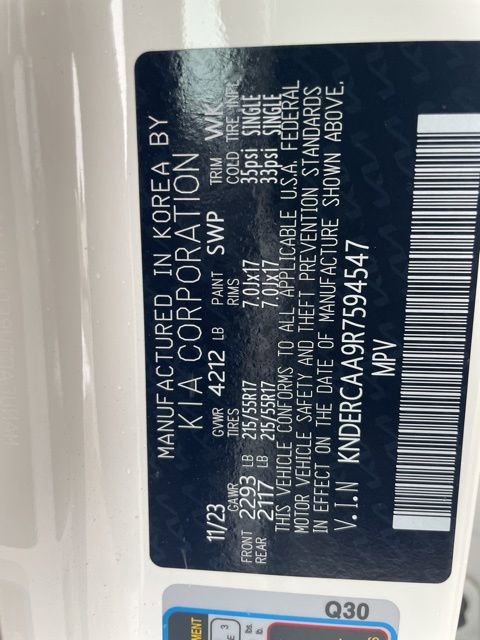 MANUFACTURED IN KOREA BY
KIA CORPORATION
11/23 GVWR 4212 LB PAINT SWP TRIM WK
GAWR TIRES RIMS COLD TIRE INFL
FRONT 2293 LB 215/55R17 7.0Jx17 35psi SINGLE
REAR 2117 LB 215/55R17 7.0Jx17 33psi SINGLE
THIS VEHICLE CONFORMS TO ALL APPLICABLE U.S.A. FEDERAL
MOTOR VEHICLE SAFETY AND THEFT PREVENTION STANDARDS
IN EFFECT ON THE DATE OF MANUFACTURE SHOWN ABOVE.
V.I.N KNDERCAA9R7594547
MPV
Q30
3
lbs.
lb.